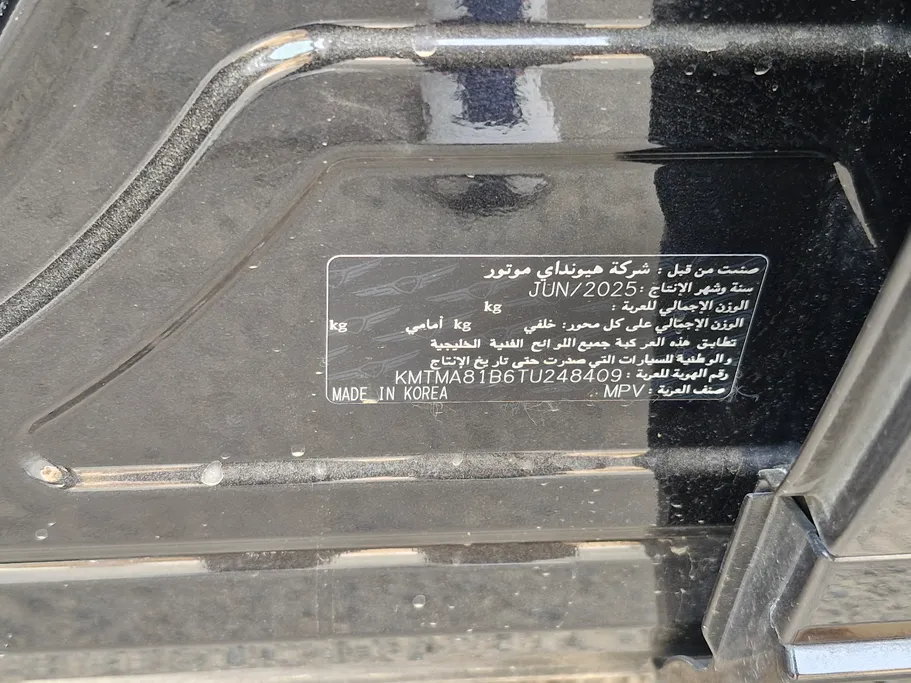 صنعت من قبل : شركة هيونداي موتور
سنة وشهر الإنتاج : JUN/2025
الوزن الإجمالي للعربة : kg
الوزن الإجمالي على كل محور: خلفي kg أمامي kg
تطابق هذه المركبة جميع اللوائح الفنية الخليجية
والوطنية للسيارات التي صدرت حتى تاريخ الإنتاج
رقم الهوية للعربة : KMTMA81B6TU248409
صنف العربة : MPV MADE IN KOREA